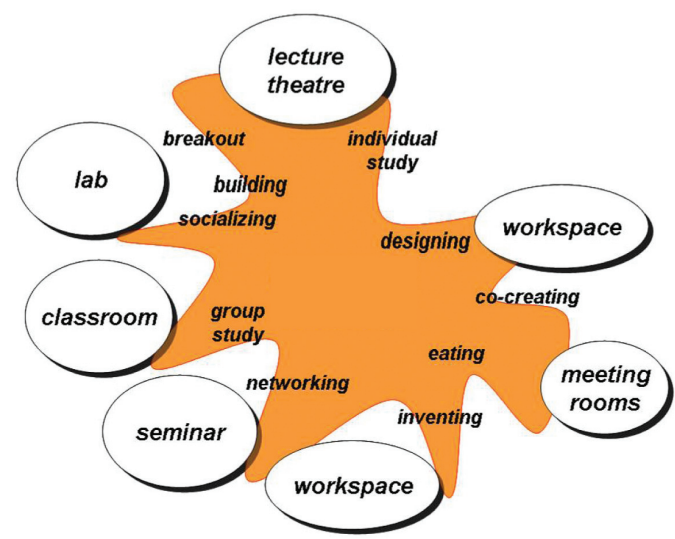 lecture
theatre
breakout
individual
study
lab
building
socializing
designing
workspace
co-creating
classroom
group
study
eating
meeting
rooms
networking
inventing
seminar
workspace